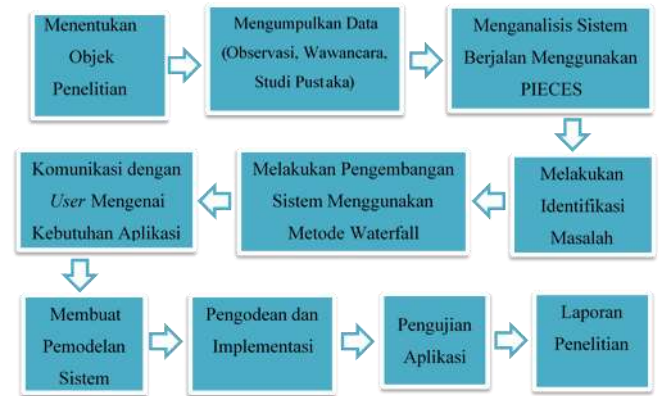 Menentukan
Objek
Penelitian
Mengumpulkan Data
(Observasi, Wawancara,
Studi Pustaka)
Menganalisis Sistem
Berjalan Menggunakan
PIECES
Melakukan
Identifikasi
Masalah
Melakukan Pengembangan
Sistem Menggunakan
Metode Waterfall
Komunikasi dengan
User Mengenai
Kebutuhan Aplikasi
Membuat
Pemodelan
Sistem
Pengodean dan
Implementasi
Pengujian
Aplikasi
Laporan
Penelitian